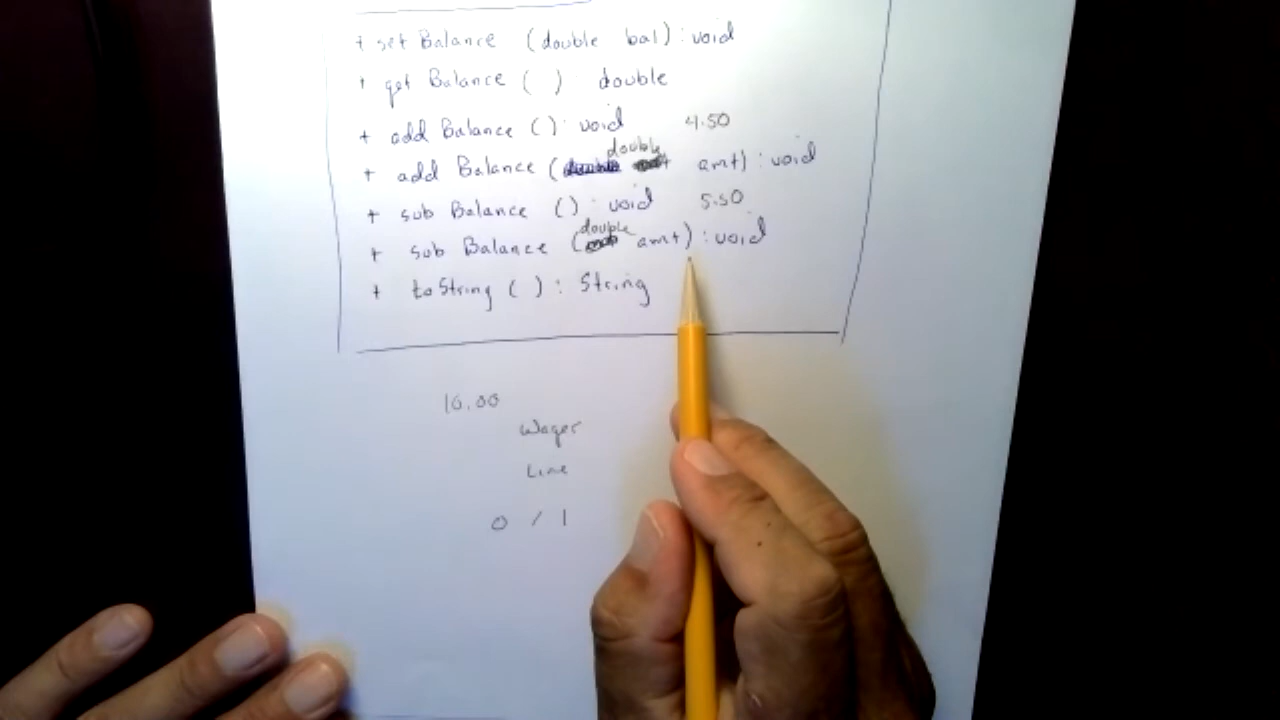 + set Balance (double bal) : void
+ get Balance ( ) : double
+ add Balance () : void 4.50
+ add Balance (double amt) : void
+ sub Balance () : void 5.50
+ sub Balance (double amt) : void
+ toString ( ) : String
10.00
Wager
Line
0 / 1